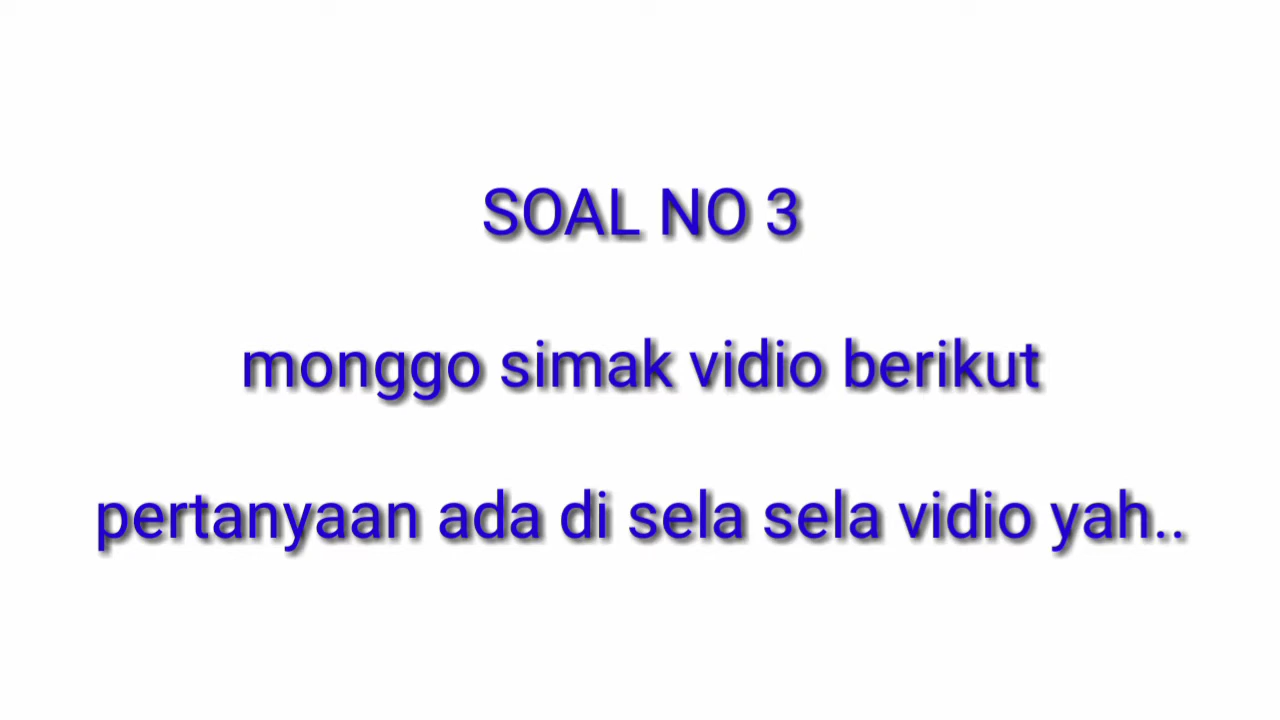 SOAL NO 3
monggo simak vidio berikut
pertanyaan ada di sela sela vidio yah..